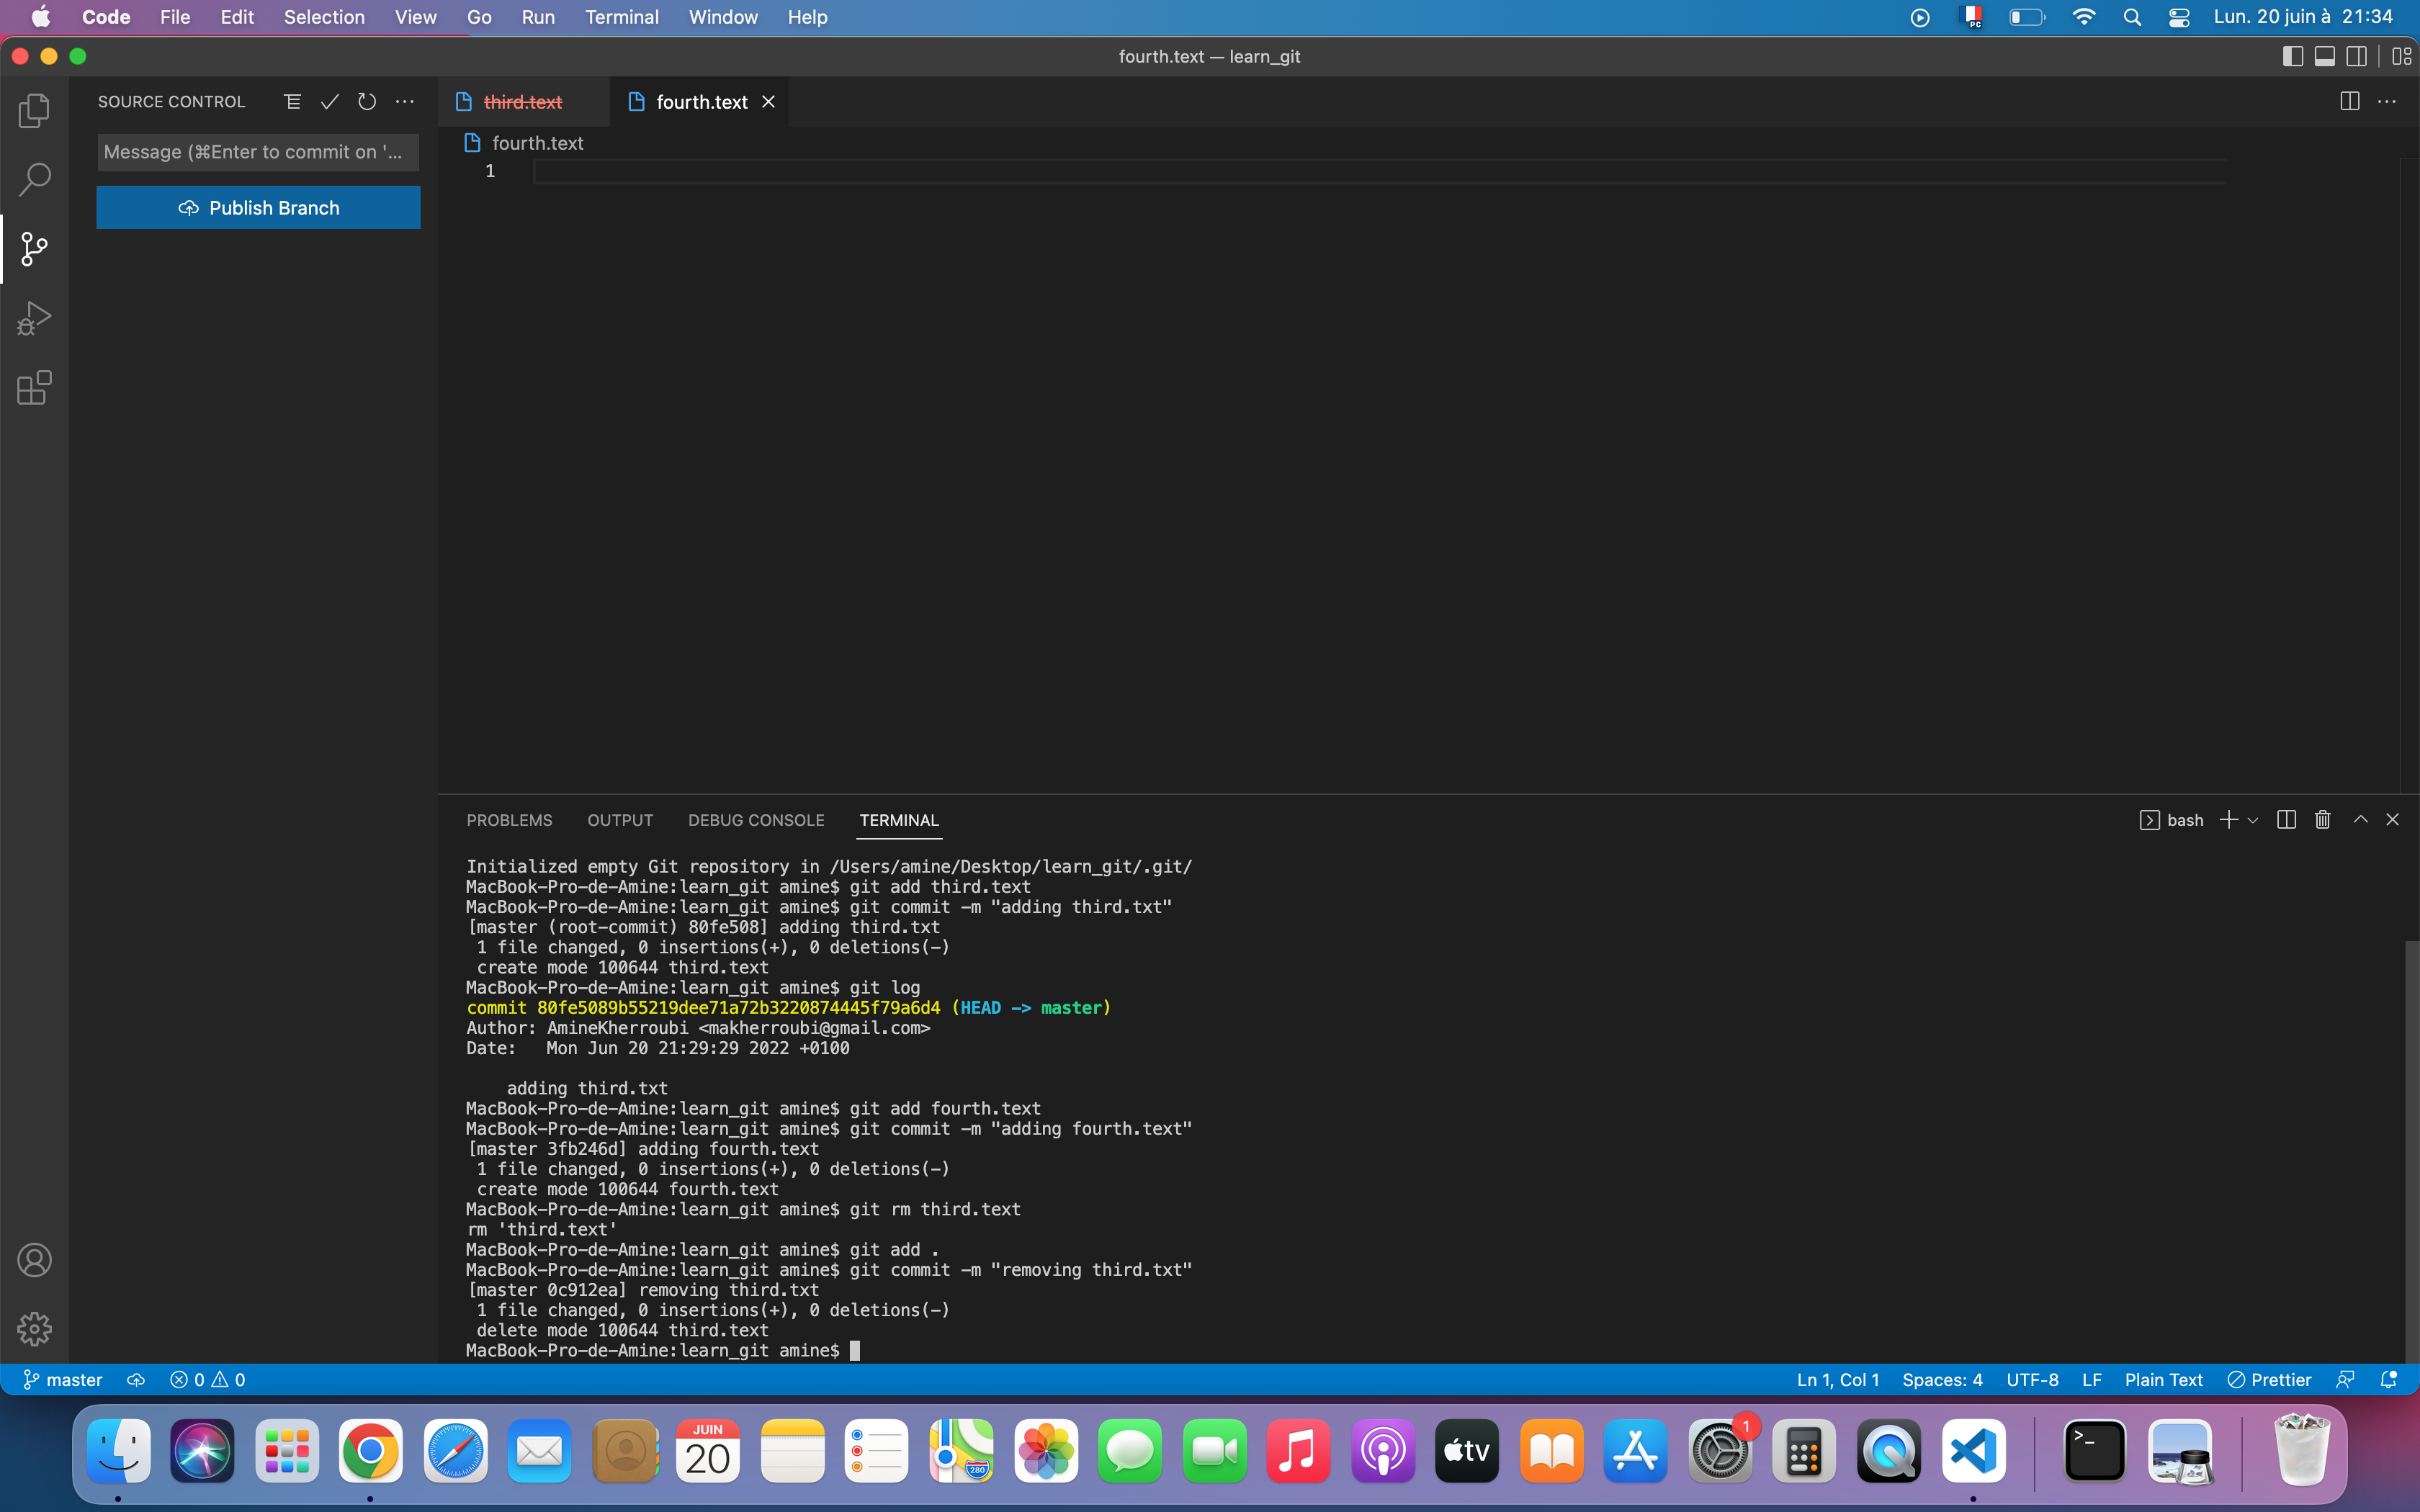 Code File Edit Selection View Go Run Terminal Window Help
PC
Lun. 20 juin à 21:34
fourth.text — learn_git
SOURCE CONTROL
Message (⌘Enter to commit on '...
Publish Branch
third.text
fourth.text
fourth.text
1
PROBLEMS OUTPUT DEBUG CONSOLE TERMINAL
bash
Initialized empty Git repository in /Users/amine/Desktop/learn_git/.git/
MacBook-Pro-de-Amine:learn_git amine$ git add third.text
MacBook-Pro-de-Amine:learn_git amine$ git commit -m "adding third.txt"
[master (root-commit) 80fe508] adding third.txt
 1 file changed, 0 insertions(+), 0 deletions(-)
 create mode 100644 third.text
MacBook-Pro-de-Amine:learn_git amine$ git log
commit 80fe5089b55219dee71a72b3220874445f79a6d4 (HEAD -> master)
Author: AmineKherroubi <makherroubi@gmail.com>
Date:   Mon Jun 20 21:29:29 2022 +0100
    adding third.txt
MacBook-Pro-de-Amine:learn_git amine$ git add fourth.text
MacBook-Pro-de-Amine:learn_git amine$ git commit -m "adding fourth.text"
[master 3fb246d] adding fourth.text
 1 file changed, 0 insertions(+), 0 deletions(-)
 create mode 100644 fourth.text
MacBook-Pro-de-Amine:learn_git amine$ git rm third.text
rm 'third.text'
MacBook-Pro-de-Amine:learn_git amine$ git add .
MacBook-Pro-de-Amine:learn_git amine$ git commit -m "removing third.txt"
[master 0c912ea] removing third.txt
 1 file changed, 0 insertions(+), 0 deletions(-)
 delete mode 100644 third.text
MacBook-Pro-de-Amine:learn_git amine$
master 0 0
Ln 1, Col 1 Spaces: 4 UTF-8 LF Plain Text Prettier
JUIN
20
280
tv
1
>_